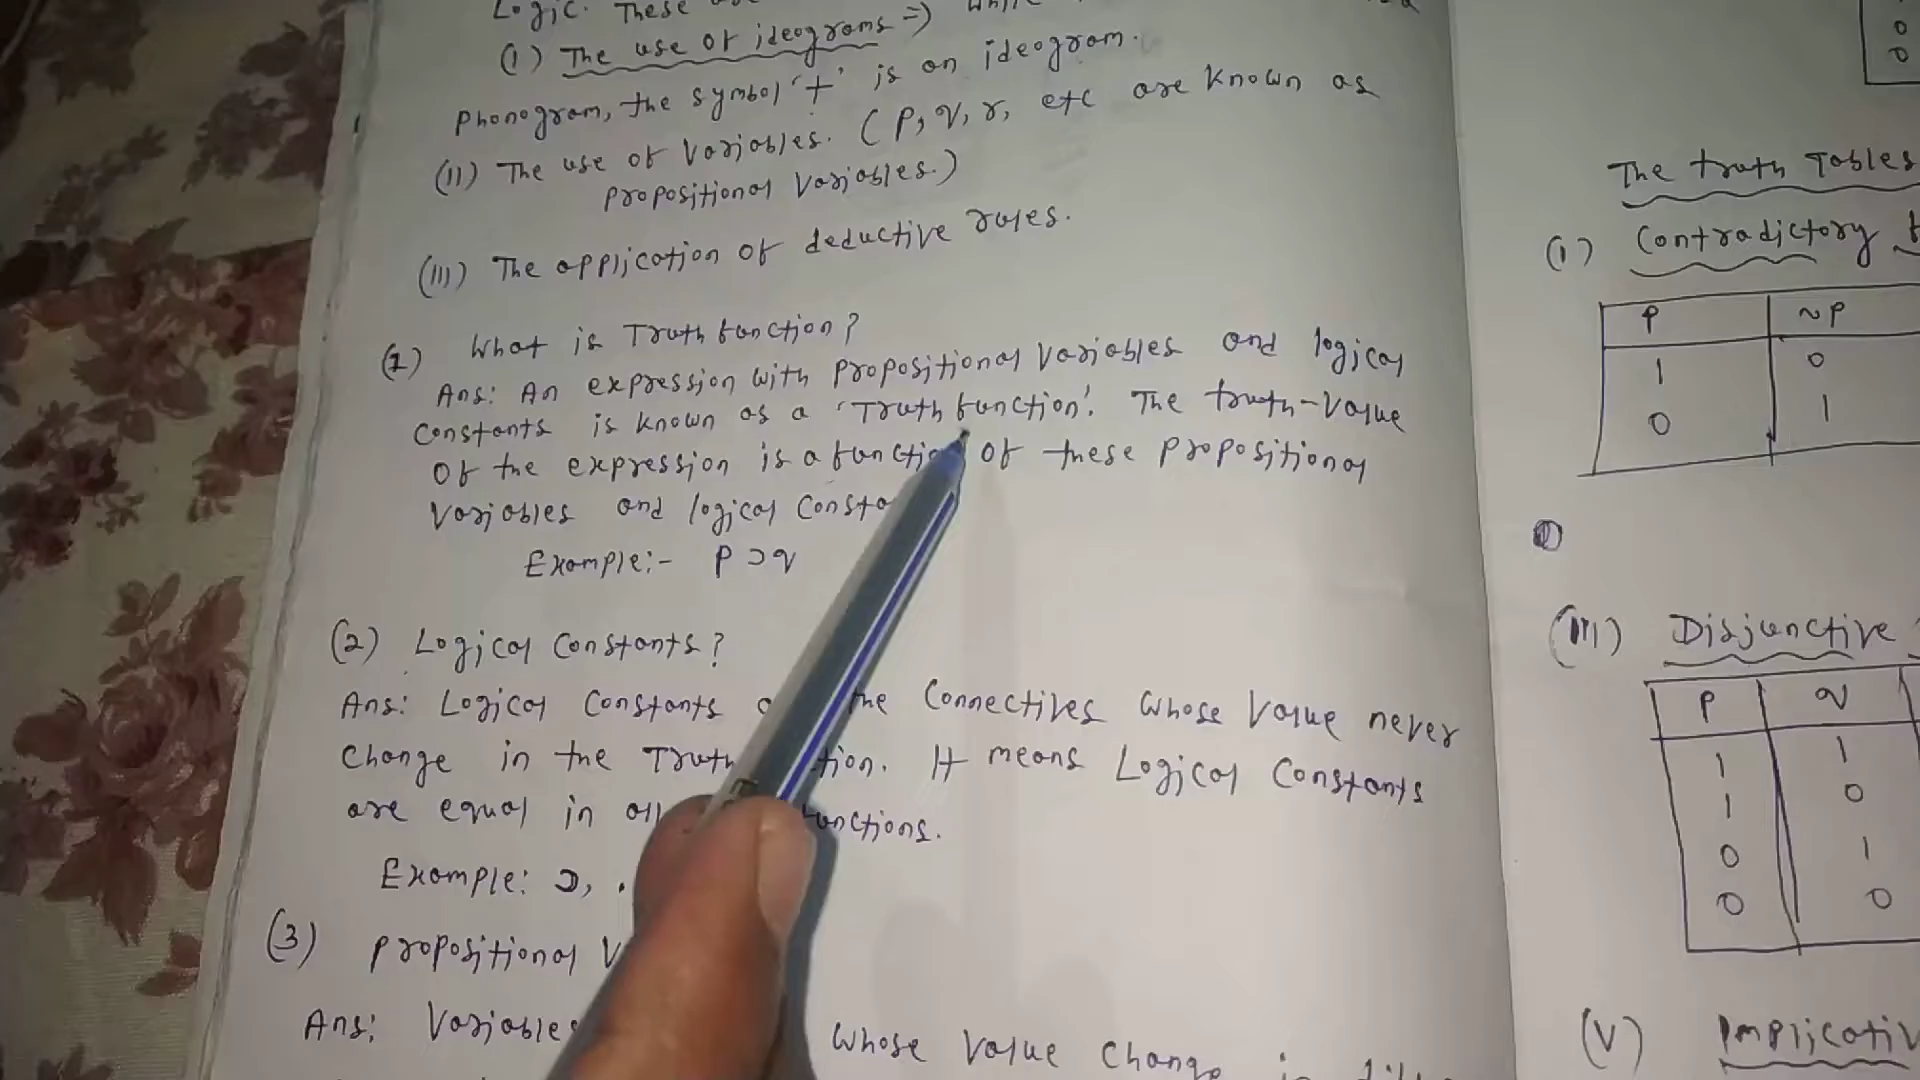 Logic. These
(I) The use of ideograms =>
phonogram, the symbol '+' is an ideogram.
(II) The use of Variables. (p, q, r, etc are known as
propositional Variables.)
(III) The application of deductive rules.
(1) What is Truth function?
Ans: An expression with propositional Variables and logical
Constants is known as a 'Truth function'. The truth-Value
Of the expression is a function of these propositional
Variables and logical Consta
Example:- P ⊃ q
(2) Logical Constants?
Ans: Logical Constants the Connectives whose Value never
Change in the Truth tion. It means Logical Constants
are equal in all unctions.
Example: ⊃, .
(3) propositional V
Ans: Variables whose Value Change in
0
0
The truth Tables
(I) Contradictory
P ~P
1 0
0 1
(III) Disjunctive
P q
1 1
1 0
0 1
0 0
(V) Implicativ